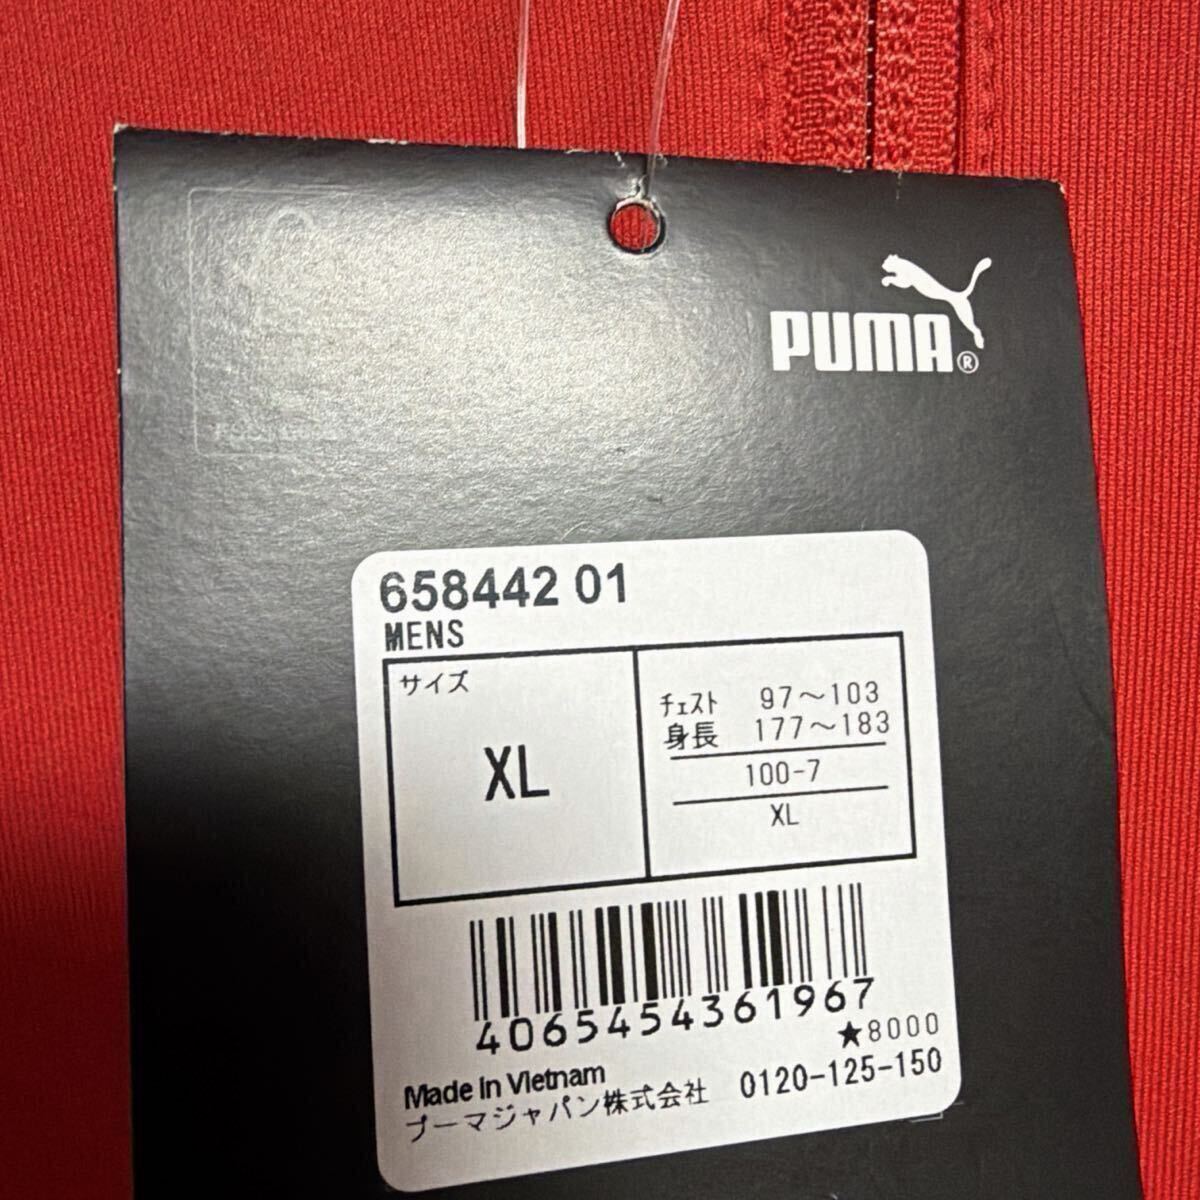 PUMA®
658442 01
MENS
サイズ
XL
チェスト 97～103
身長 177～183
100-7
XL
4065454361967
★8000
Made in Vietnam
プーマジャパン株式会社 0120-125-150